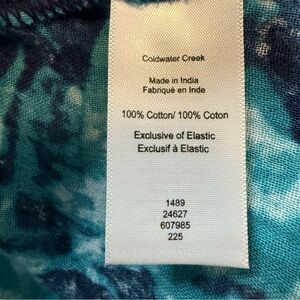 Coldwater Creek
Made in India
Fabriqué en Inde
100% Cotton/ 100% Coton
Exclusive of Elastic
Exclusif à Elastic
1489
24627
607985
225